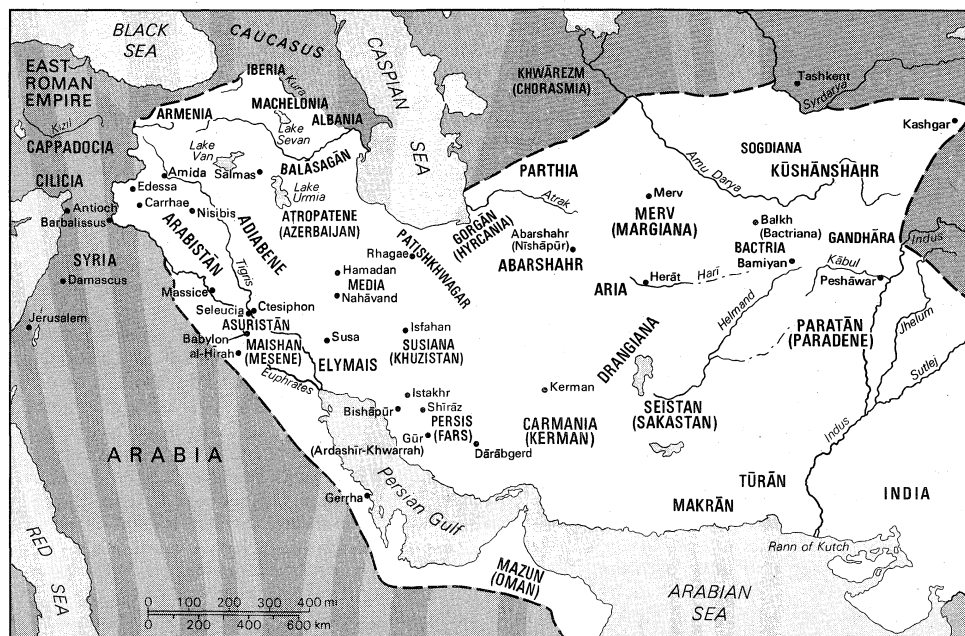 BLACK
SEA
CAUCASUS
CASPIAN
SEA
EAST
ROMAN
EMPIRE
Kizil
CAPPADOCIA
CILICIA
IBERIA
Kura
MACHELONIA
ALBANIA
ARMENIA
Lake
Sevan
Lake
Van
Salmas
BALĀSAGĀN
Lake
Urmia
ATROPATENE
(AZERBAIJAN)
KHWĀREZM
(CHORASMIA)
Tashkent
Syrdarya
Kashgar
SOGDIANA
KŪSHĀNSHAHR
PARTHIA
Amu Darya
Atrak
Merv
MERV
(MARGIANA)
Balkh
(Bactriana)
BACTRIA
Bamiyan
GANDHĀRA
Indus
Kābul
Peshāwar
Amida
Edessa
Carrhae
Nisibis
Antioch
Barbalissus
SYRIA
Damascus
Jerusalem
ARABISTĀN
ADIABENE
Tigris
Massice
Seleucia
Ctesiphon
ASURISTĀN
Babylon
MAISHAN
(MESENE)
al-Hīrah
Euphrates
Rhagae
PATISHKHWAGAR
GORGĀN
(HYRCANIA)
Abarshahr
(Nīshāpūr)
ABARSHAHR
Hamadan
MEDIA
Nahāvand
Susa
ELYMAIS
Isfahan
SUSIANA
(KHUZISTAN)
ARIA
Herāt
Hari
Helmand
DRANGIANA
PARATĀN
(PARADENE)
Jhelum
Sutlej
Indus
Istakhr
Bishāpūr
Shīrāz
PERSIS
(FARS)
Gūr
(Ardashīr-Khwarrah)
Dārābgerd
Kerman
CARMANIA
(KERMAN)
SEISTAN
(SAKASTAN)
TŪRĀN
MAKRĀN
INDIA
Rann of Kutch
ARABIA
Gerrha
Persian Gulf
MAZUN
(OMAN)
ARABIAN
SEA
RED
SEA
0 100 200 300 400 mi
0 200 400 600 km